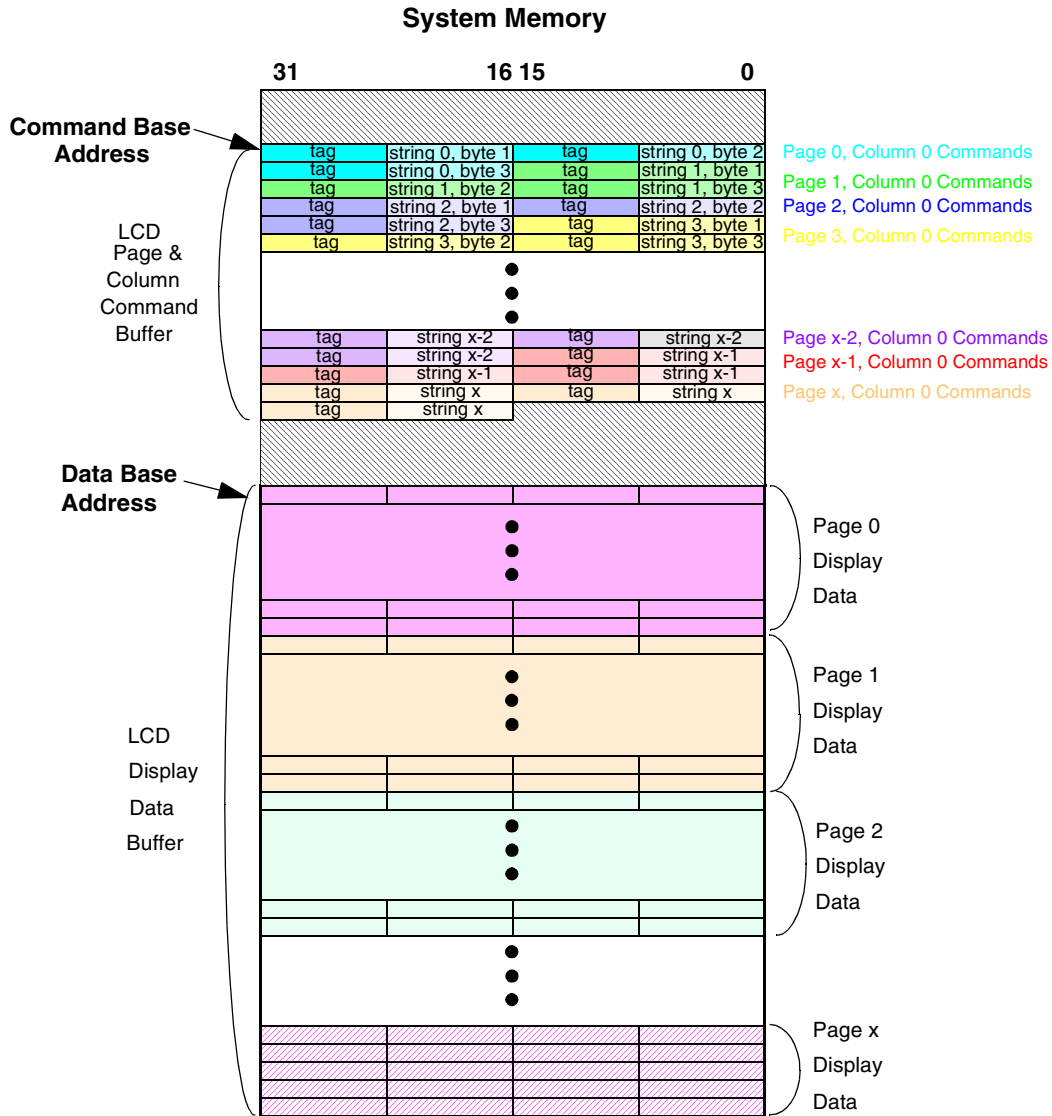 System Memory
31 16 15 0
Command Base
Address
tag string 0, byte 1 tag string 0, byte 2 Page 0, Column 0 Commands
tag string 0, byte 3 tag string 1, byte 1
tag string 1, byte 2 tag string 1, byte 3 Page 1, Column 0 Commands
tag string 2, byte 1 tag string 2, byte 2 Page 2, Column 0 Commands
tag string 2, byte 3 tag string 3, byte 1
tag string 3, byte 2 tag string 3, byte 3 Page 3, Column 0 Commands
LCD
Page &
Column
Command
Buffer
tag string x-2 tag string x-2 Page x-2, Column 0 Commands
tag string x-2 tag string x-1 Page x-1, Column 0 Commands
tag string x-1 tag string x-1
tag string x tag string x Page x, Column 0 Commands
tag string x
Data Base
Address
Page 0
Display
Data
Page 1
Display
Data
LCD
Display
Data
Buffer
Page 2
Display
Data
Page x
Display
Data